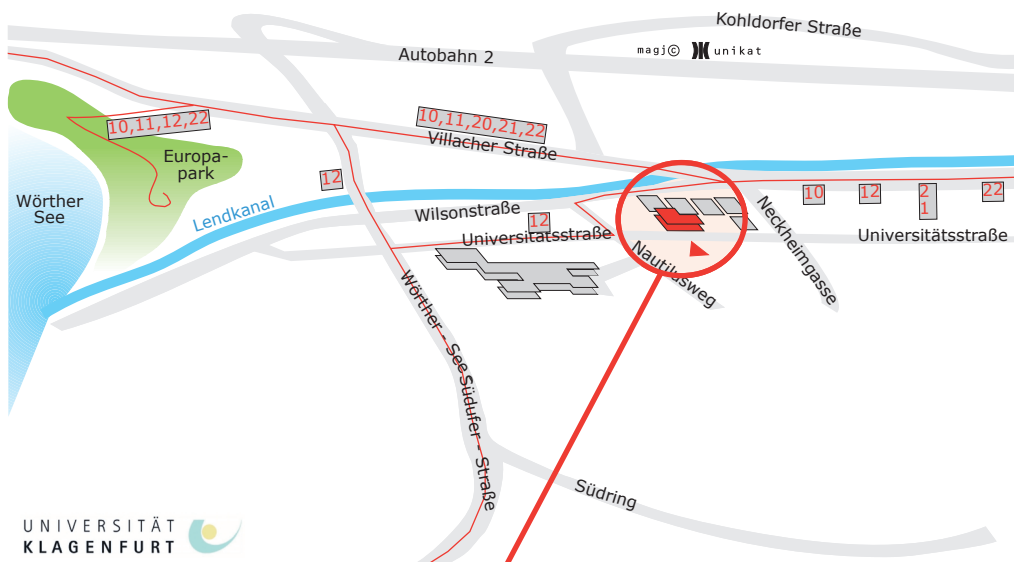 Kohldorfer Straße
magj© unikat
Autobahn 2
10,11,12,22
10,11,20,21,22
Villacher Straße
Europa-
park
12
Wörther
See
Lendkanal
Wilsonstraße
12
Universitätsstraße
10
12
2
1
22
Neckheimgasse
Universitätsstraße
Nautilusweg
Wörther - See
Südufer - Straße
Südring
UNIVERSITÄT
KLAGENFURT